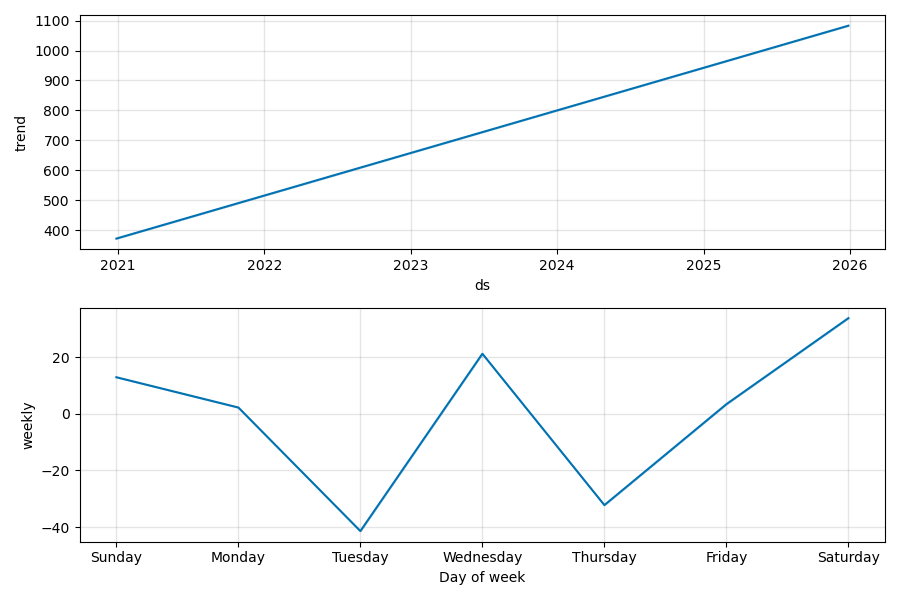 1100
1000
900
800
700
600
500
400
trend
2021 2022 2023 2024 2025 2026
ds
20
0
−20
−40
weekly
Sunday Monday Tuesday Wednesday Thursday Friday Saturday
Day of week